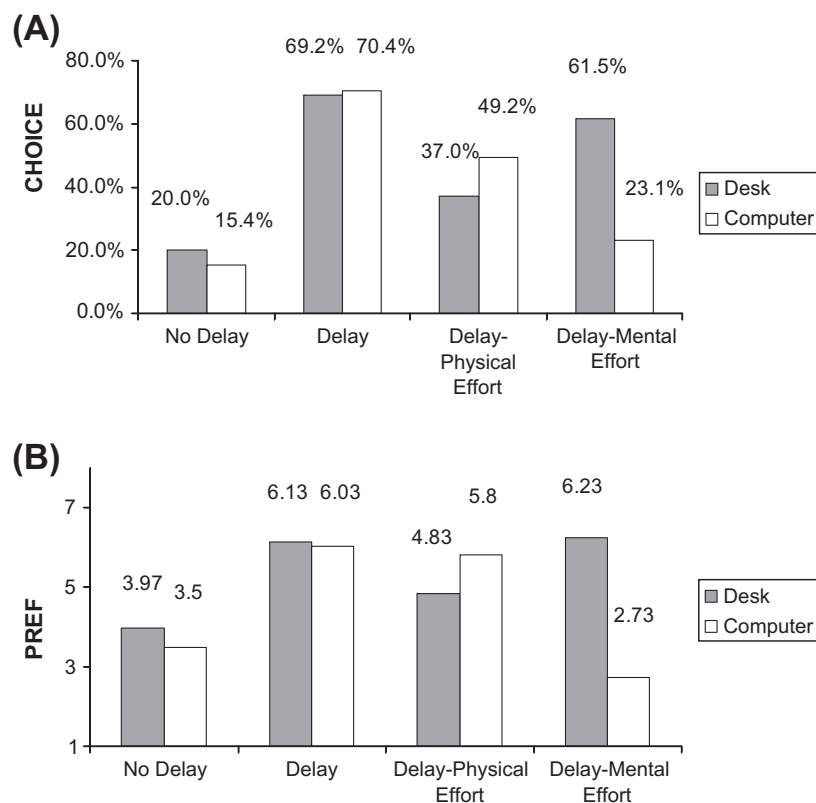 (A)
69.2% 70.4%
61.5%
80.0%
49.2%
60.0%
37.0%
CHOICE
Desk
40.0%
23.1%
20.0%
Computer
15.4%
20.0%
0.0%
No Delay
Delay
Delay-
Physical
Effort
Delay-Mental
Effort
(B)
6.13 6.03
5.8
6.23
7
4.83
3.97
3.5
5
Desk
2.73
Computer
PREF
3
1
No Delay
Delay
Delay-Physical
Effort
Delay-Mental
Effort